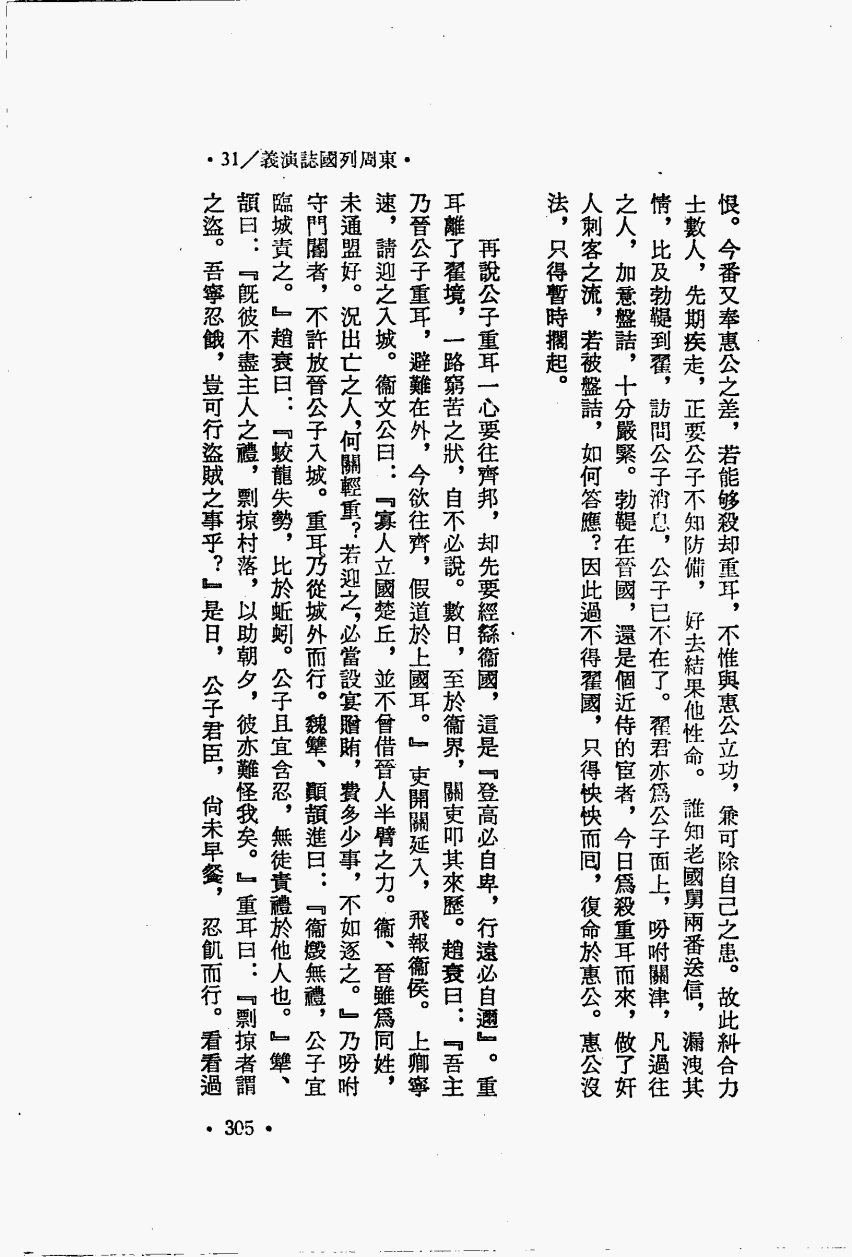 •東周列國誌演義/31•
恨。今番又奉惠公之差，若能够殺却重耳，不惟與惠公立功，兼可除自己之患。故此糾合力
士數人，先期疾走，正要公子不知防備，好去結果他性命。誰知老國舅兩番送信，漏洩其
情，比及勃鞮到翟，訪問公子消息，公子已不在了。翟君亦爲公子面上，吩咐關津，凡過往
之人，加意盤詰，十分嚴緊。勃鞮在晉國，還是個近侍的宦者，今日爲殺重耳而來，做了奸
人刺客之流，若被盤詰，如何答應？因此過不得翟國，只得怏怏而囘，復命於惠公。惠公沒
法，只得暫時擱起。
再說公子重耳一心要往齊邦，却先要經繇衞國，這是『登高必自卑，行遠必自邇』。重
耳離了翟境，一路窮苦之狀，自不必說。數日，至於衞界，關吏叩其來歷。趙衰曰：『吾主
乃晉公子重耳，避難在外，今欲往齊，假道於上國耳。』吏開關延入，飛報衞侯。上卿寧
速，請迎之入城。衞文公曰：『寡人立國楚丘，並不曾借晉人半臂之力。衞、晉雖爲同姓，
未通盟好。況出亡之人，何關輕重？若迎之，必當設宴贈賄，費多少事，不如逐之。』乃吩咐
守門閽者，不許放晉公子入城。重耳乃從城外而行。魏犨、顚頡進曰：『衞燬無禮，公子宜
臨城責之。』趙衰曰：『蛟龍失勢，比於蚯蚓。公子且宜含忍，無徒責禮於他人也。』犨、
頡曰：『旣彼不盡主人之禮，剽掠村落，以助朝夕，彼亦難怪我矣。』重耳曰：『剽掠者謂
之盜。吾寧忍餓，豈可行盜賊之事乎？』是日，公子君臣，尙未早餐，忍飢而行。看看過
•305•